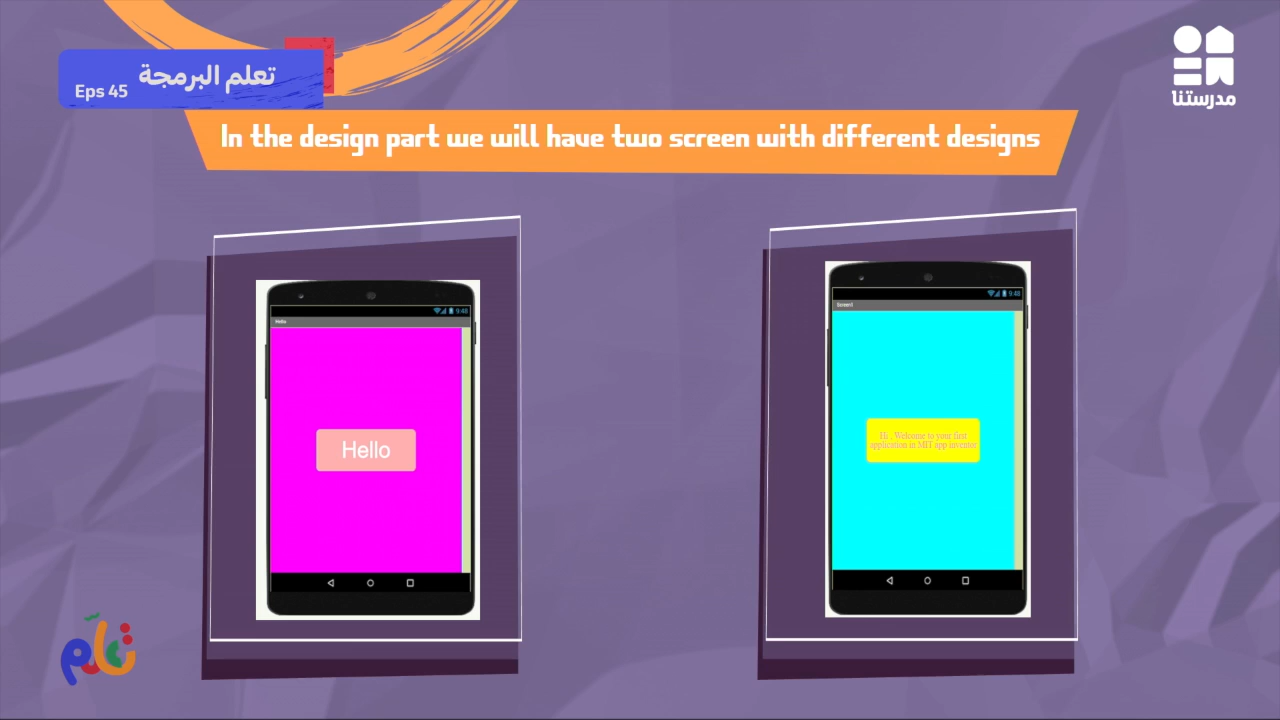 تعلم البرمجة
Eps 45
مدرستنا
In the design part we will have two screen with different designs
9:48
Hello
Hello
9:48
Screen1
Hi , Welcome to your first
application in MIT app inventor
تعلم